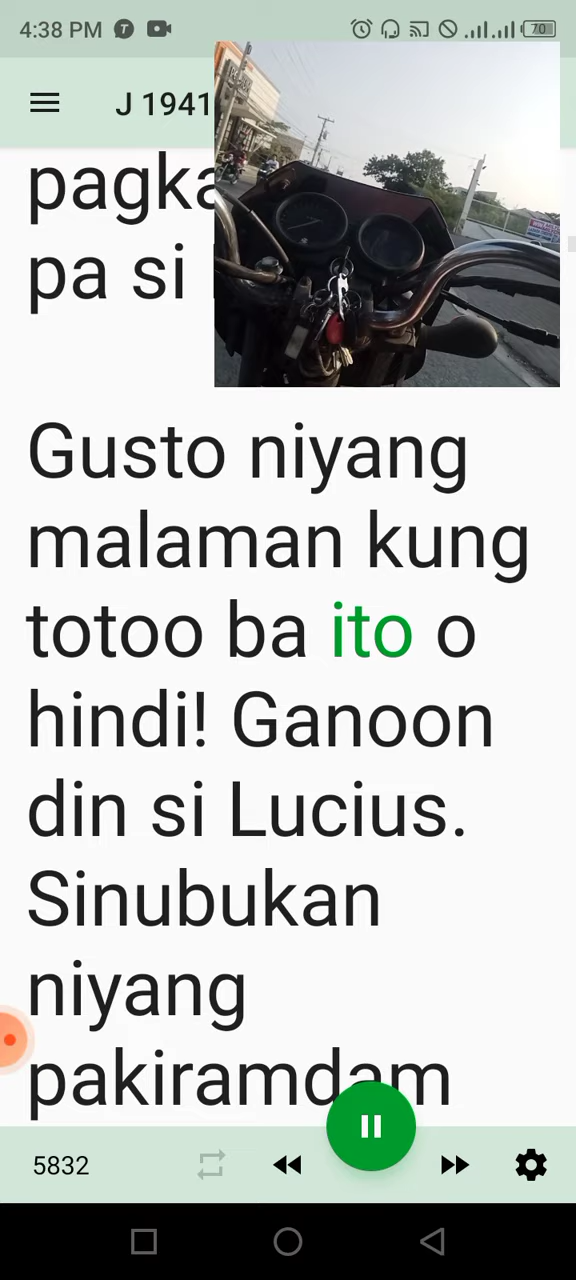 4:38 PM
70
J 1941
pagka
pa si
Gusto niyang
malaman kung
totoo ba ito o
hindi! Ganoon
din si Lucius.
Sinubukan
niyang
pakiramdam
5832